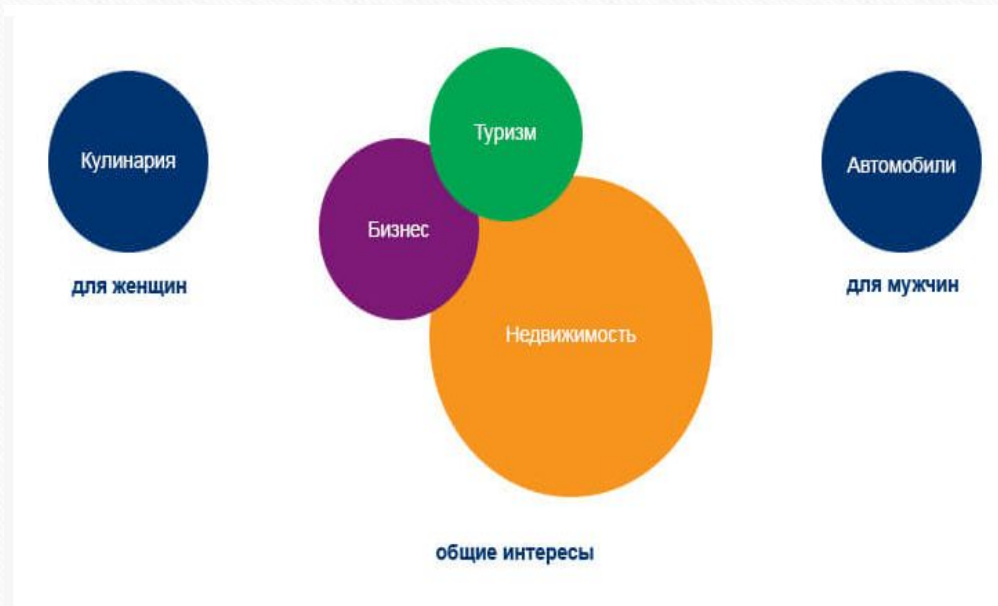 Туризм
Кулинария
Автомобили
Бизнес
для женщин
для мужчин
Недвижимость
общие интересы